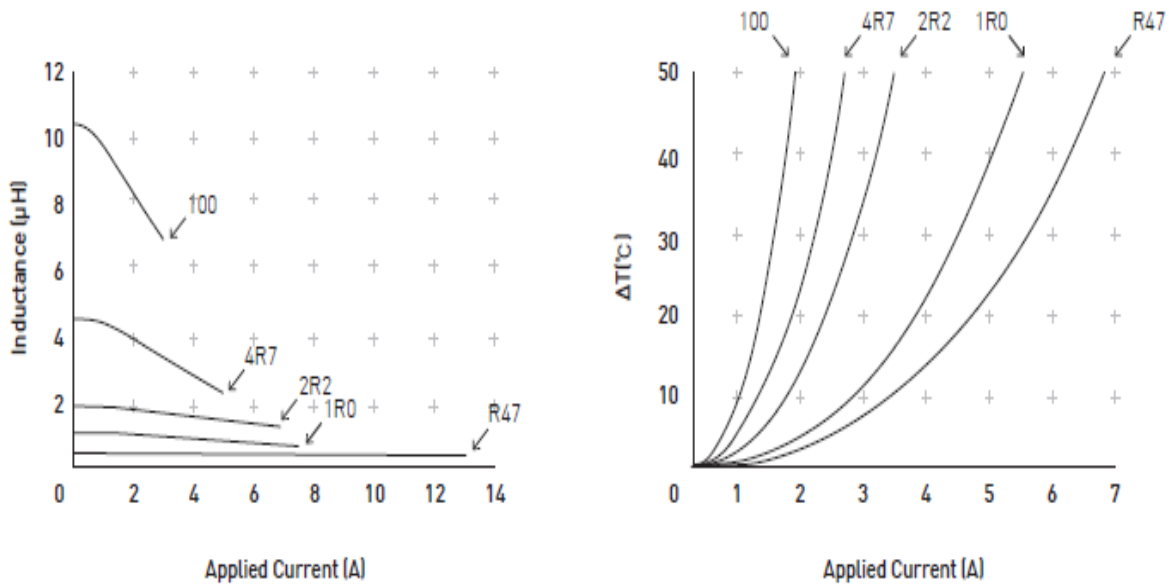 12
10
8
6
4
2
Inductance (μH)
100
4R7
2R2
1R0
R47
0 2 4 6 8 10 12 14
Applied Current (A)
100 4R7 2R2 1R0 R47
50
40
30
20
10
ΔT(℃)
0 1 2 3 4 5 6 7
Applied Current (A)